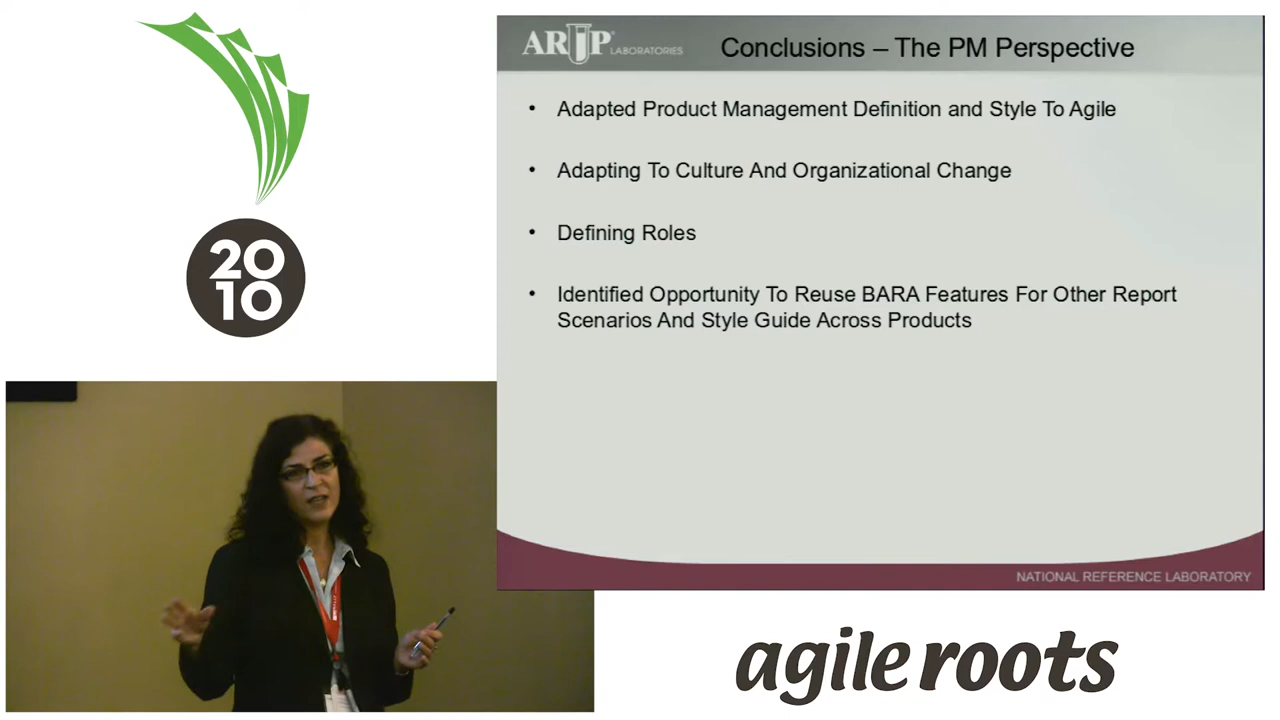 20
10
ARUP LABORATORIES
Conclusions – The PM Perspective
• Adapted Product Management Definition and Style To Agile
• Adapting To Culture And Organizational Change
• Defining Roles
• Identified Opportunity To Reuse BARA Features For Other Report
Scenarios And Style Guide Across Products
NATIONAL REFERENCE LABORATORY
agile roots